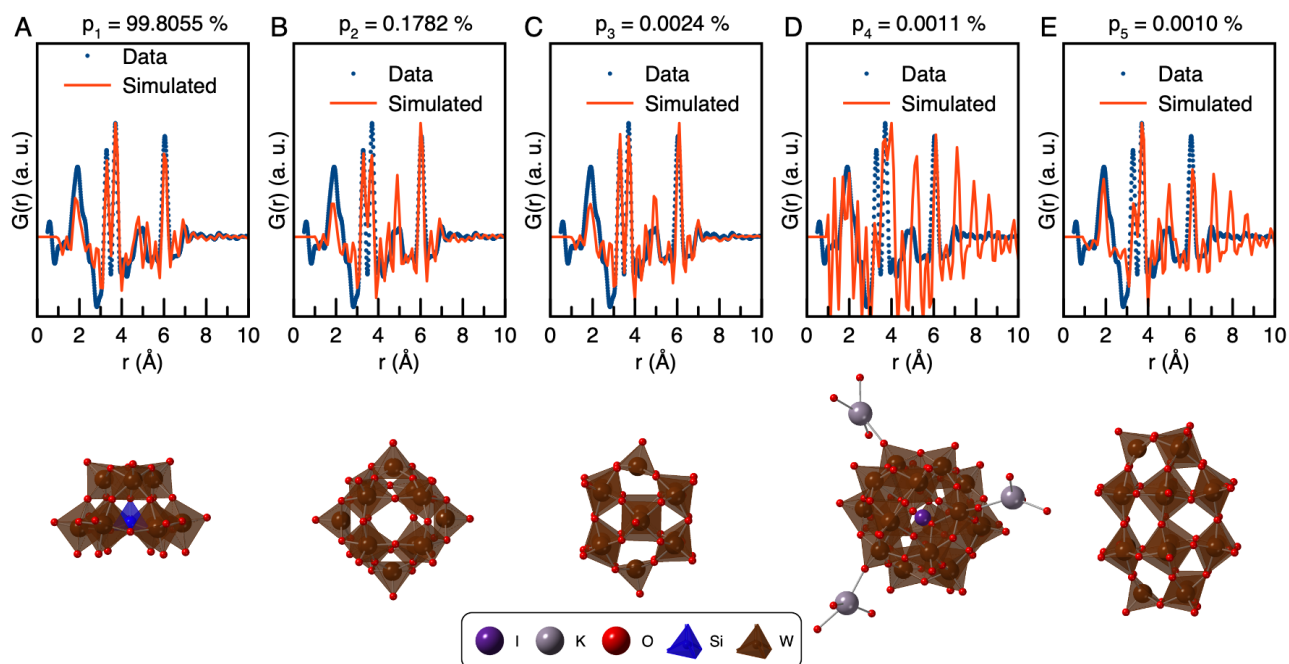 A p1 = 99.8055 %
Data
Simulated
G(r) (a. u.)
0 2 4 6 8 10
r (Å)
B p2 = 0.1782 %
Data
Simulated
G(r) (a. u.)
0 2 4 6 8 10
r (Å)
C p3 = 0.0024 %
Data
Simulated
G(r) (a. u.)
0 2 4 6 8 10
r (Å)
D p4 = 0.0011 %
Data
Simulated
G(r) (a. u.)
0 2 4 6 8 10
r (Å)
E p5 = 0.0010 %
Data
Simulated
G(r) (a. u.)
0 2 4 6 8 10
r (Å)
I K O Si W